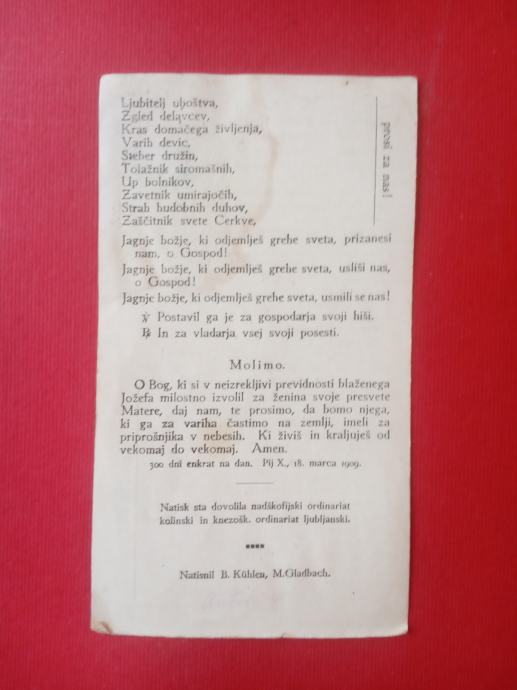 Ljubitelj uboštva,
Zgled delavcev,
Kras domačega življenja,
Varih devic,
Steber družin,
Tolažnik siromašnih,
Up bolnikov,
Zavetnik umirajočih,
Strah hudobnih duhov,
Zaščitnik svete Cerkve,
prosi za nas!
Jagnje božje, ki odjemlješ grehe sveta, prizanesi
nam, o Gospod!
Jagnje božje, ki odjemlješ grehe sveta, usliši nas,
o Gospod!
Jagnje božje, ki odjemlješ grehe sveta, usmili se nas!
℣ Postavil ga je za gospodarja svoji hiši.
℟ In za vladarja vsej svoji posesti.
Molimo.
O Bog, ki si v neizrekljivi previdnosti blaženega
Jožefa milostno izvolil za ženina svoje presvete
Matere, daj nam, te prosimo, da bomo njega,
ki ga za variha častimo na zemlji, imeli za
priprošnjika v nebesih. Ki živiš in kraljuješ od
vekomaj do vekomaj. Amen.
300 dni enkrat na dan. Pij X., 18. marca 1909.
Natisk sta dovolila nadškofijski ordinariat
kolinski in knezošk. ordinariat ljubljanski.
Natisnil B. Kühlen, M.Gladbach.